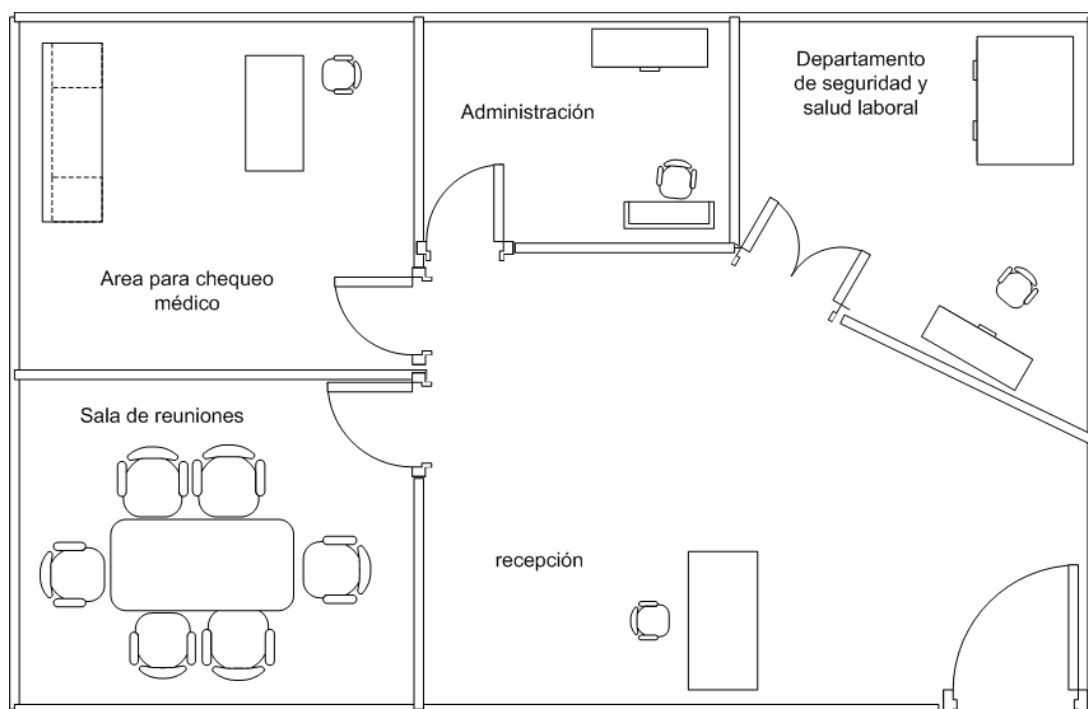 Departamento
de seguridad y
salud laboral
Administración
Area para chequeo
médico
Sala de reuniones
recepción